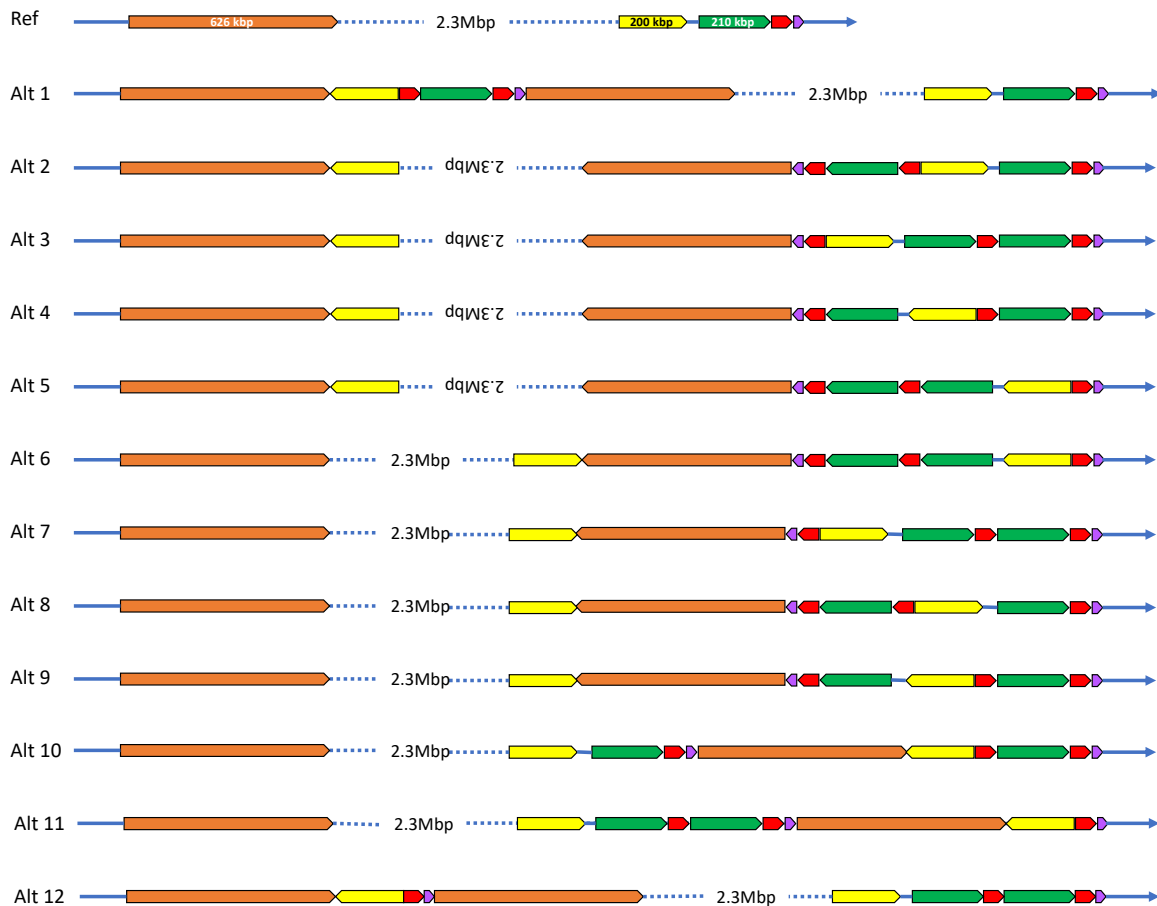 Ref 626 kbp 2.3Mbp 200 kbp 210 kbp
Alt 1 2.3Mbp
Alt 2 2.3Mbp
Alt 3 2.3Mbp
Alt 4 2.3Mbp
Alt 5 2.3Mbp
Alt 6 2.3Mbp
Alt 7 2.3Mbp
Alt 8 2.3Mbp
Alt 9 2.3Mbp
Alt 10 2.3Mbp
Alt 11 2.3Mbp
Alt 12 2.3Mbp